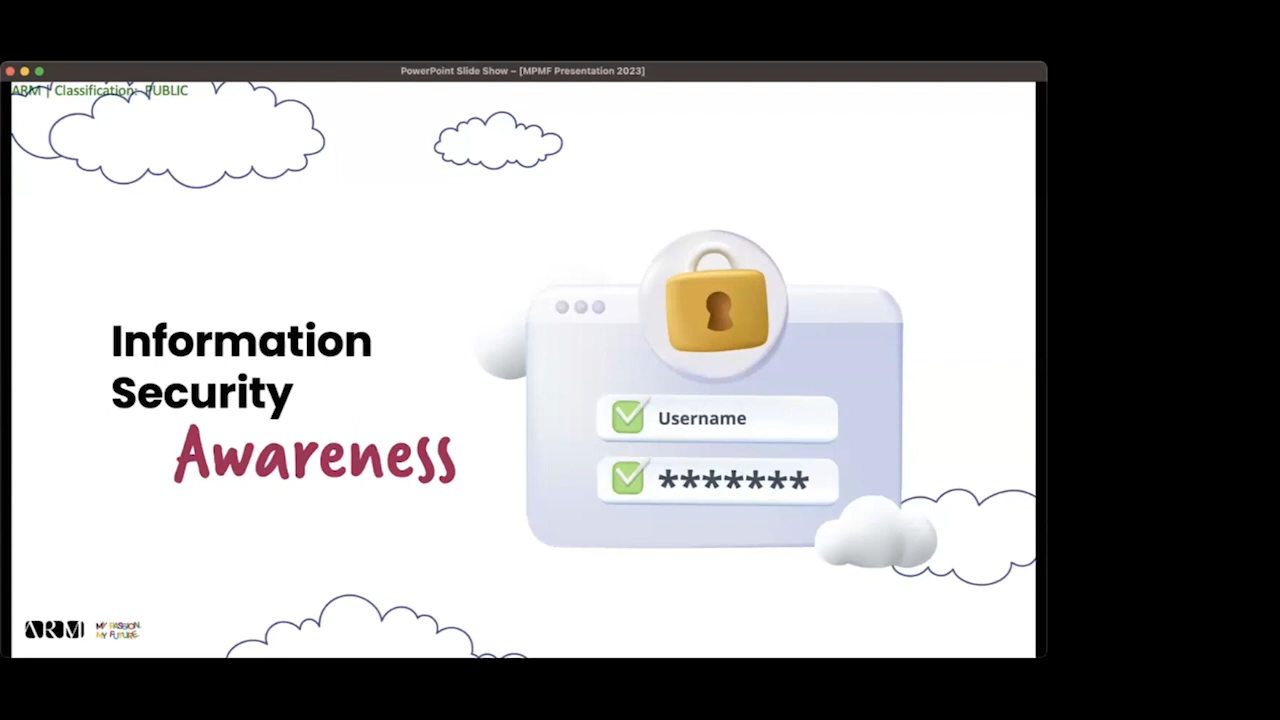 PowerPoint Slide Show – [MPMF Presentation 2023]
ARM | Classification: PUBLIC
Information
Security
Awareness
Username
*******
ARM
MY PASSION.
MY FUTURE.